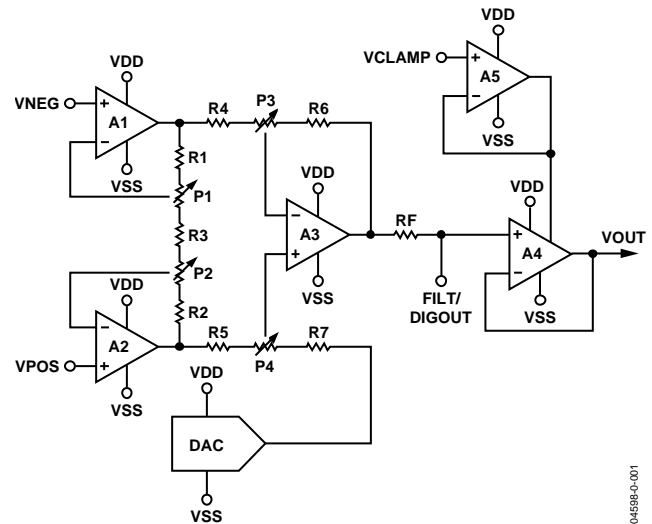 VDD
VCLAMP
+
A5
−
VSS
VDD
VNEG
+
A1
−
VSS
R4
P3
R6
R1
P1
R3
P2
R2
VDD
−
A3
+
VSS
RF
FILT/
DIGOUT
VDD
+
A4
−
VSS
VOUT
VDD
−
A2
VPOS
+
VSS
R5
P4
R7
VDD
DAC
VSS
04598-0-001